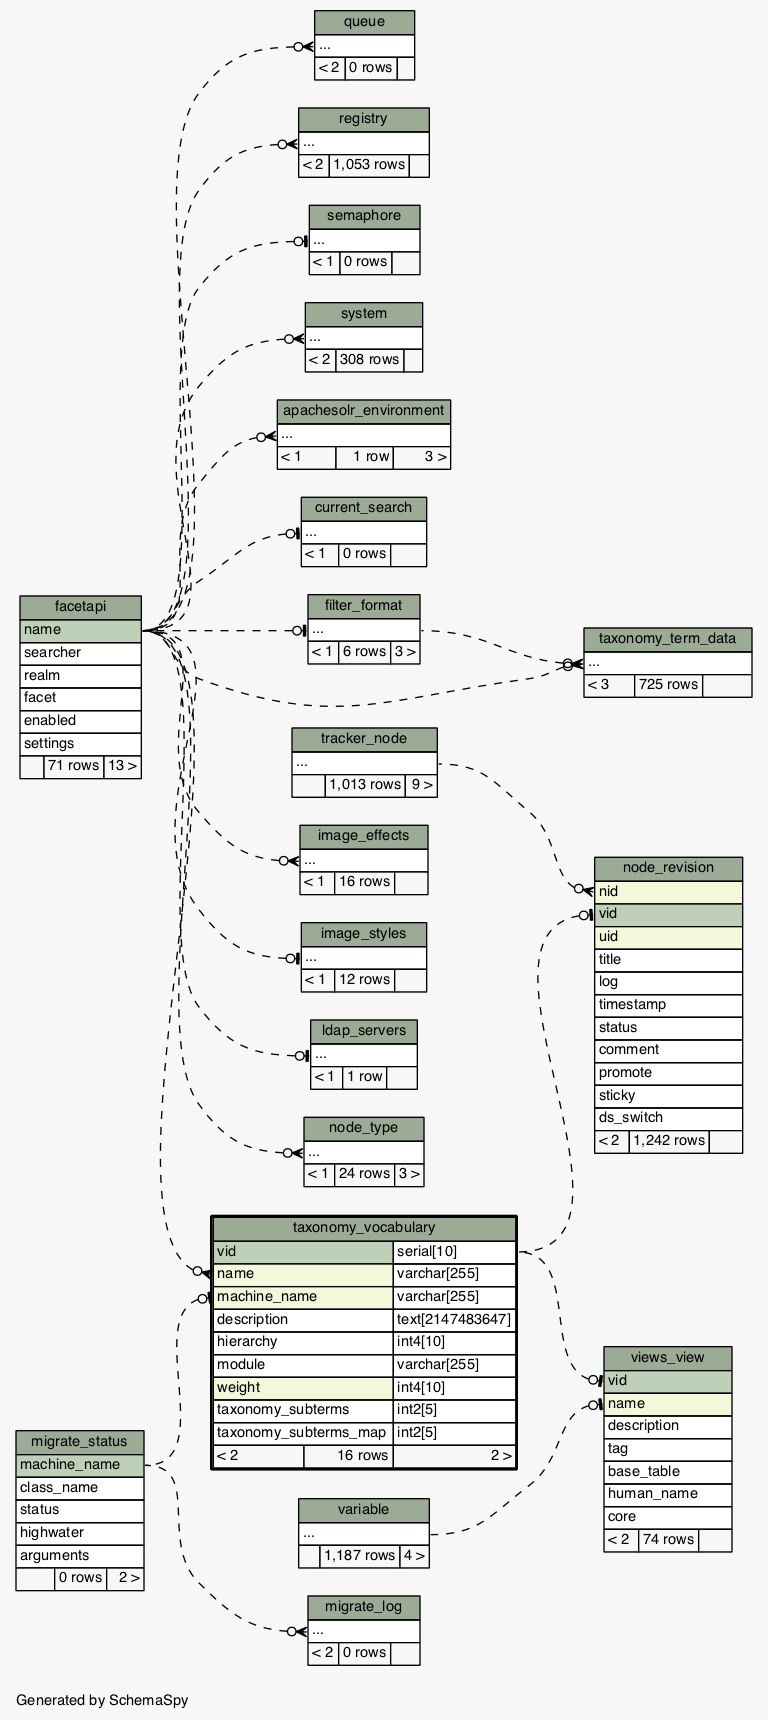 queue
...
< 2 0 rows
registry
...
< 2 1,053 rows
semaphore
...
< 1 0 rows
system
...
< 2 308 rows
apachesolr_environment
...
< 1 1 row 3 >
current_search
...
< 1 0 rows
facetapi
name
searcher
realm
facet
enabled
settings
71 rows 13 >
filter_format
...
< 1 6 rows 3 >
taxonomy_term_data
...
< 3 725 rows
tracker_node
...
1,013 rows 9 >
image_effects
...
< 1 16 rows
node_revision
nid
vid
uid
title
log
timestamp
status
comment
promote
sticky
ds_switch
< 2 1,242 rows
image_styles
...
< 1 12 rows
ldap_servers
...
< 1 1 row
node_type
...
< 1 24 rows 3 >
taxonomy_vocabulary
vid serial[10]
name varchar[255]
machine_name varchar[255]
description text[2147483647]
hierarchy int4[10]
module varchar[255]
weight int4[10]
taxonomy_subterms int2[5]
taxonomy_subterms_map int2[5]
< 2 16 rows 2 >
views_view
vid
name
description
tag
base_table
human_name
core
< 2 74 rows
migrate_status
machine_name
class_name
status
highwater
arguments
0 rows 2 >
variable
...
1,187 rows 4 >
migrate_log
...
< 2 0 rows
Generated by SchemaSpy